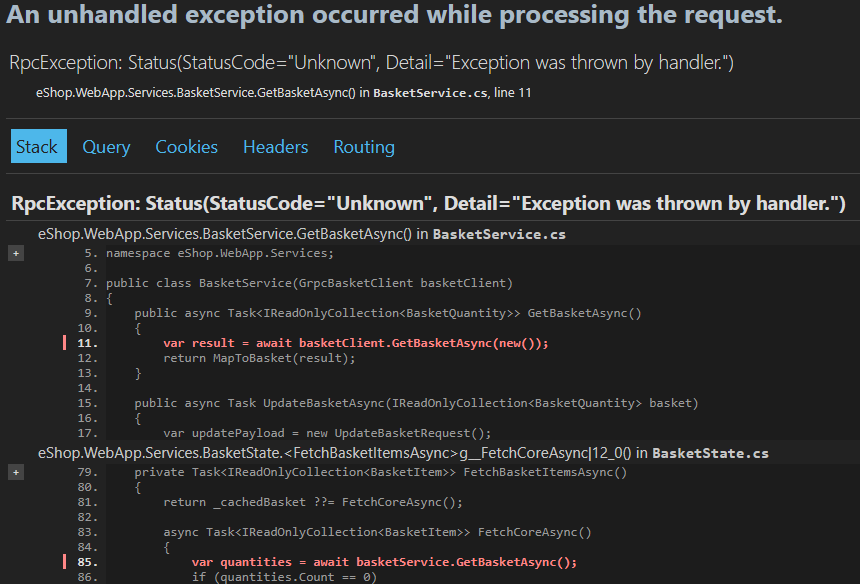 An unhandled exception occurred while processing the request.
RpcException: Status(StatusCode="Unknown", Detail="Exception was thrown by handler.")
eShop.WebApp.Services.BasketService.GetBasketAsync() in BasketService.cs, line 11
Stack Query Cookies Headers Routing
RpcException: Status(StatusCode="Unknown", Detail="Exception was thrown by handler.")
eShop.WebApp.Services.BasketService.GetBasketAsync() in BasketService.cs
+ 5. namespace eShop.WebApp.Services;
6.
7. public class BasketService(GrpcBasketClient basketClient)
8. {
9.     public async Task<IReadOnlyCollection<BasketQuantity>> GetBasketAsync()
10.     {
11.         var result = await basketClient.GetBasketAsync(new());
12.         return MapToBasket(result);
13.     }
14.
15.     public async Task UpdateBasketAsync(IReadOnlyCollection<BasketQuantity> basket)
16.     {
17.         var updatePayload = new UpdateBasketRequest();
eShop.WebApp.Services.BasketState.<FetchBasketItemsAsync>g__FetchCoreAsync|12_0() in BasketState.cs
+ 79.     private Task<IReadOnlyCollection<BasketItem>> FetchBasketItemsAsync()
80.     {
81.         return _cachedBasket ??= FetchCoreAsync();
82.
83.         async Task<IReadOnlyCollection<BasketItem>> FetchCoreAsync()
84.         {
85.             var quantities = await basketService.GetBasketAsync();
86.             if (quantities.Count == 0)